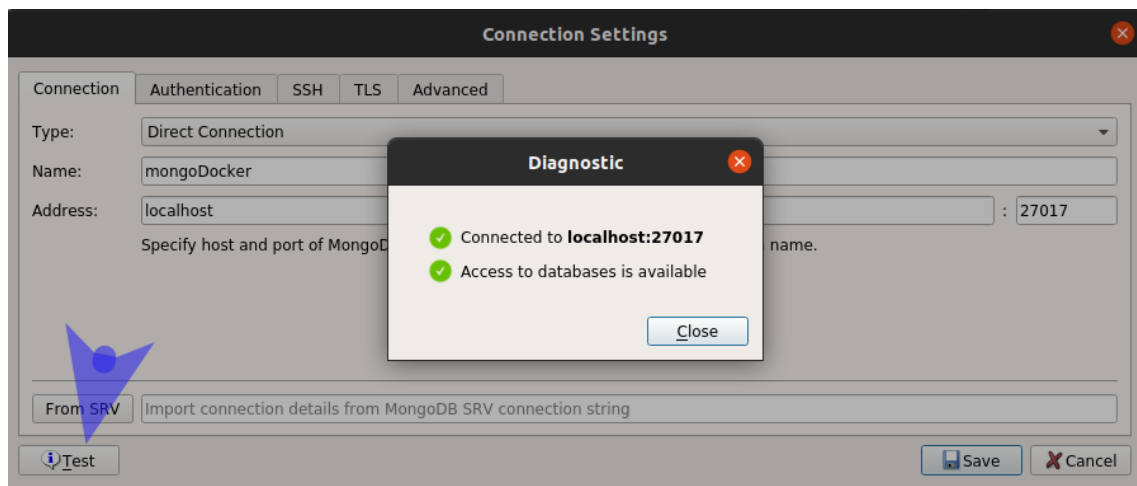 Connection Settings
Connection Authentication SSH TLS Advanced
Type: Direct Connection
Diagnostic
Name: mongoDocker
Address: localhost : 27017
Connected to localhost:27017
Specify host and port of MongoD name.
Access to databases is available
Close
From SRV Import connection details from MongoDB SRV connection string
Test Save Cancel